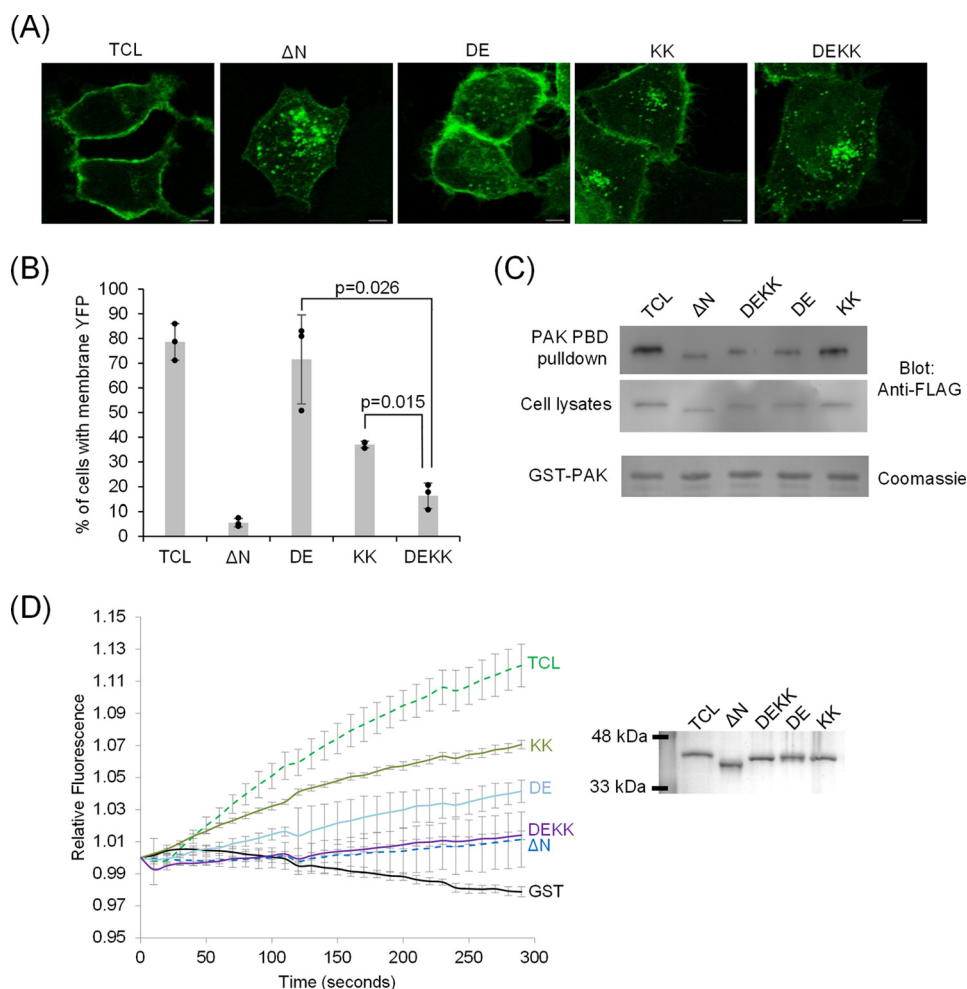 (A)
TCL ΔN DE KK DEKK
(B)
% of cells with membrane YFP
100
90
80
70
60
50
40
30
20
10
0
p=0.026
p=0.015
TCL ΔN DE KK DEKK
(C)
TCL ΔN DEKK DE KK
PAK PBD
pulldown
Cell lysates
Blot:
Anti-FLAG
GST-PAK
Coomassie
(D)
Relative Fluorescence
1.15
1.13
1.11
1.09
1.07
1.05
1.03
1.01
0.99
0.97
0.95
TCL
KK
DE
DEKK
ΔN
GST
0 50 100 150 200 250 300
Time (seconds)
TCL ΔN DEKK DE KK
48 kDa
33 kDa